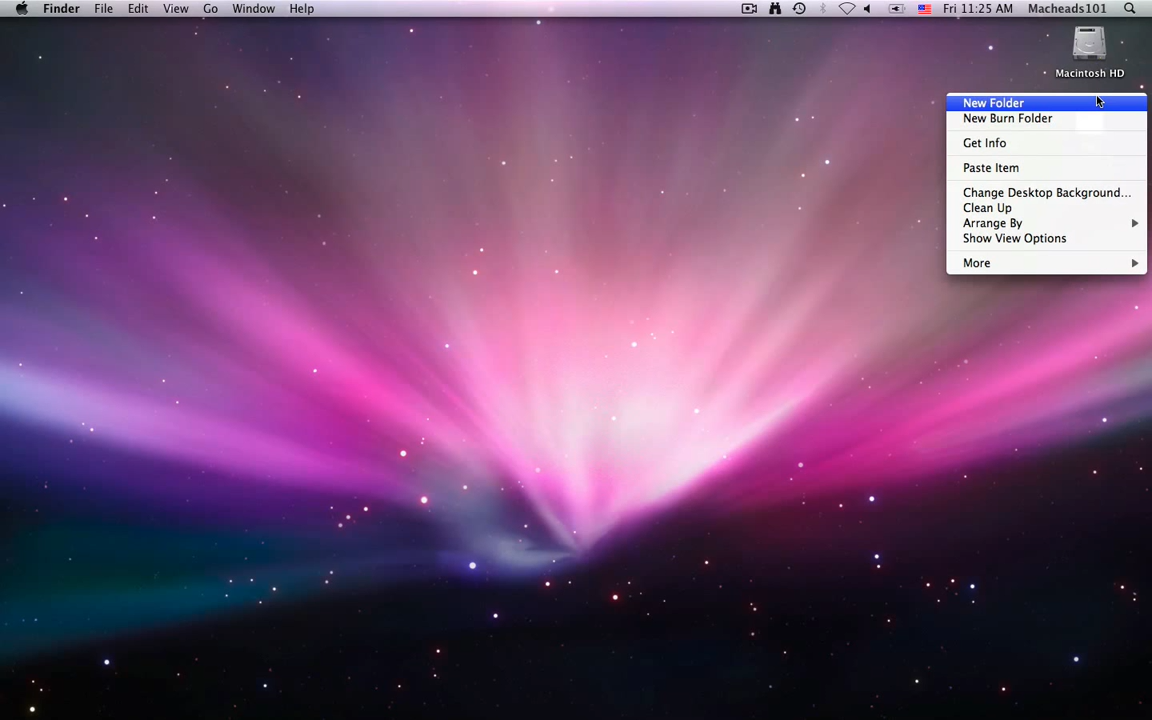 Finder File Edit View Go Window Help Fri 11:25 AM Macheads101
Macintosh HD
New Folder
New Burn Folder
Get Info
Paste Item
Change Desktop Background...
Clean Up
Arrange By
Show View Options
More